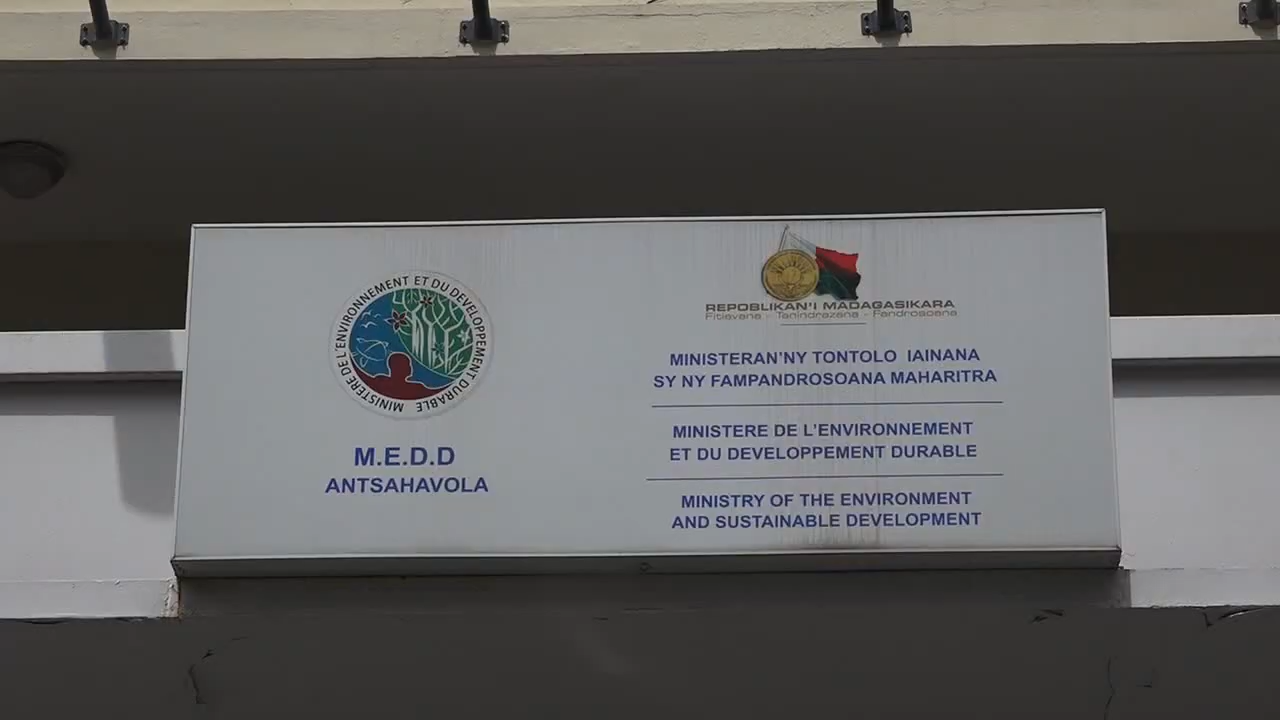 MINISTÈRE DE L'ENVIRONNEMENT ET DU DEVELOPPEMENT DURABLE
M.E.D.D
ANTSAHAVOLA
REPOBLIKAN'I MADAGASIKARA
Fitiavana - Tanindrazana - Fandrosoana
MINISTERAN'NY TONTOLO IAINANA
SY NY FAMPANDROSOANA MAHARITRA
MINISTERE DE L'ENVIRONNEMENT
ET DU DEVELOPPEMENT DURABLE
MINISTRY OF THE ENVIRONMENT
AND SUSTAINABLE DEVELOPMENT